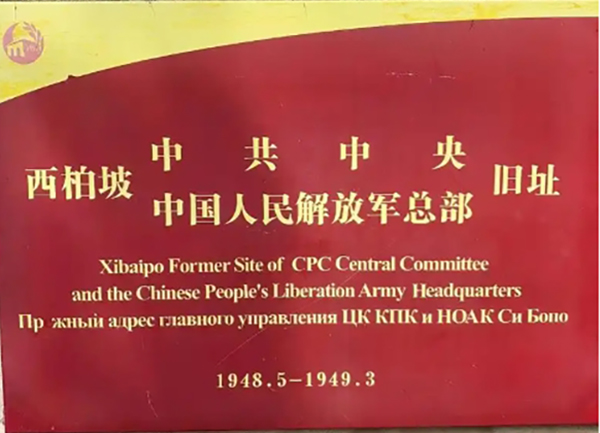 西柏坡 中共中央 旧址
中国人民解放军总部
Xibaipo Former Site of CPC Central Committee
and the Chinese People's Liberation Army Headquarters
Пр жный адрес главного управления ЦК КПК и НОАК Си Бопо
1948.5-1949.3